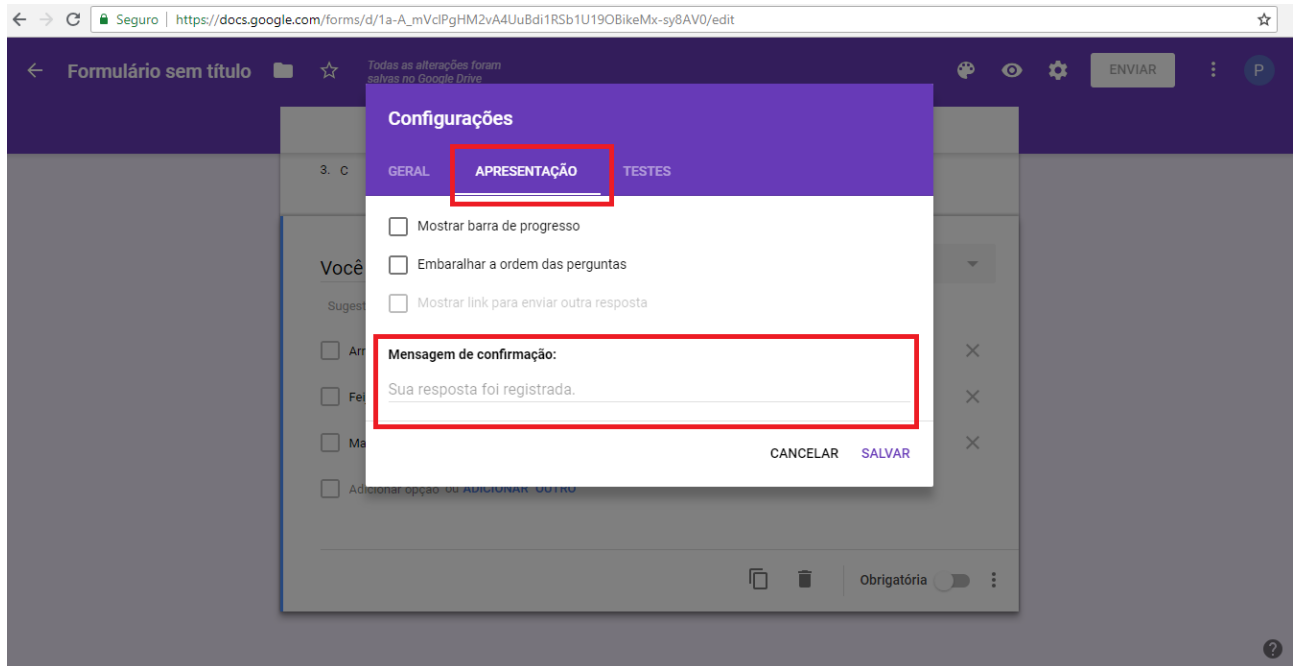 Seguro | https://docs.google.com/forms/d/1a-A_mVclPgHM2vA4UuBdi1RSb1U19OBikeMx-sy8AV0/edit
Formulário sem título
Todas as alterações foram
salvas no Google Drive
ENVIAR
P
Configurações
3. C
GERAL APRESENTAÇÃO TESTES
Mostrar barra de progresso
Você
Embaralhar a ordem das perguntas
Sugest
Mostrar link para enviar outra resposta
Arr
Mensagem de confirmação:
Fei
Sua resposta foi registrada.
Ma
CANCELAR SALVAR
Adicionar opção ou ADICIONAR "OUTRO"
Obrigatória